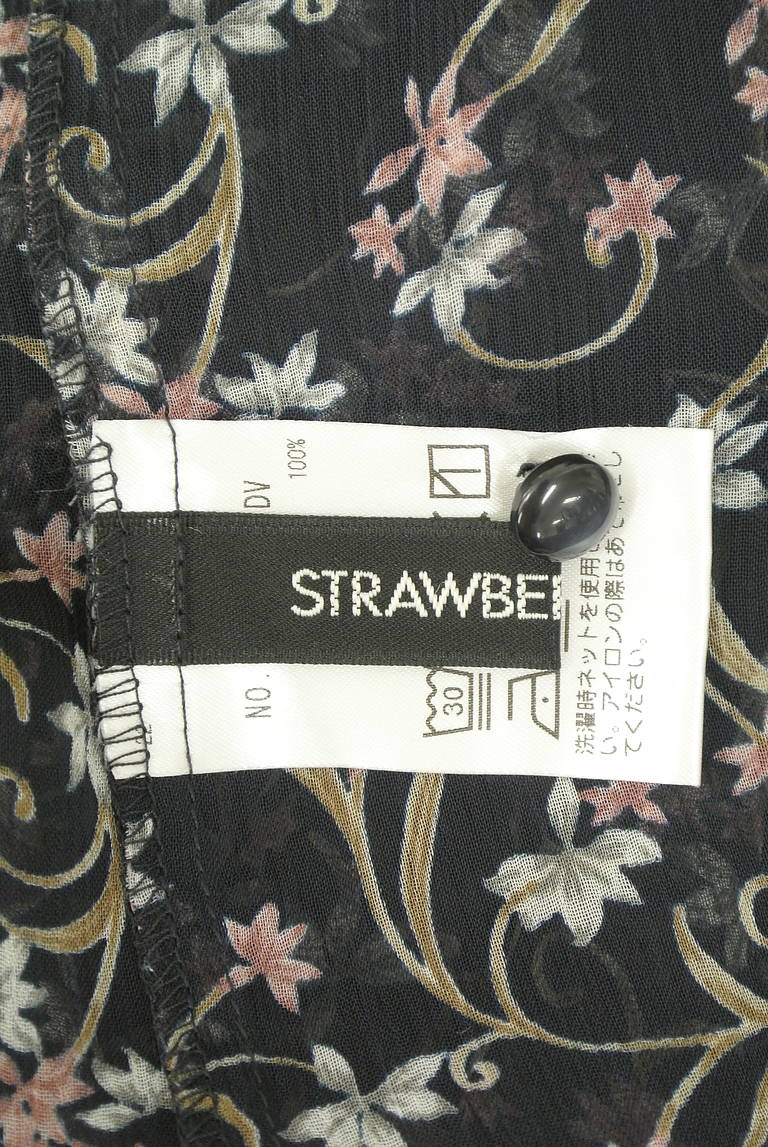 STRAWBE
DV
100%
NO.
30
洗濯時ネットを使用
い。アイロンの際はあ
てください。